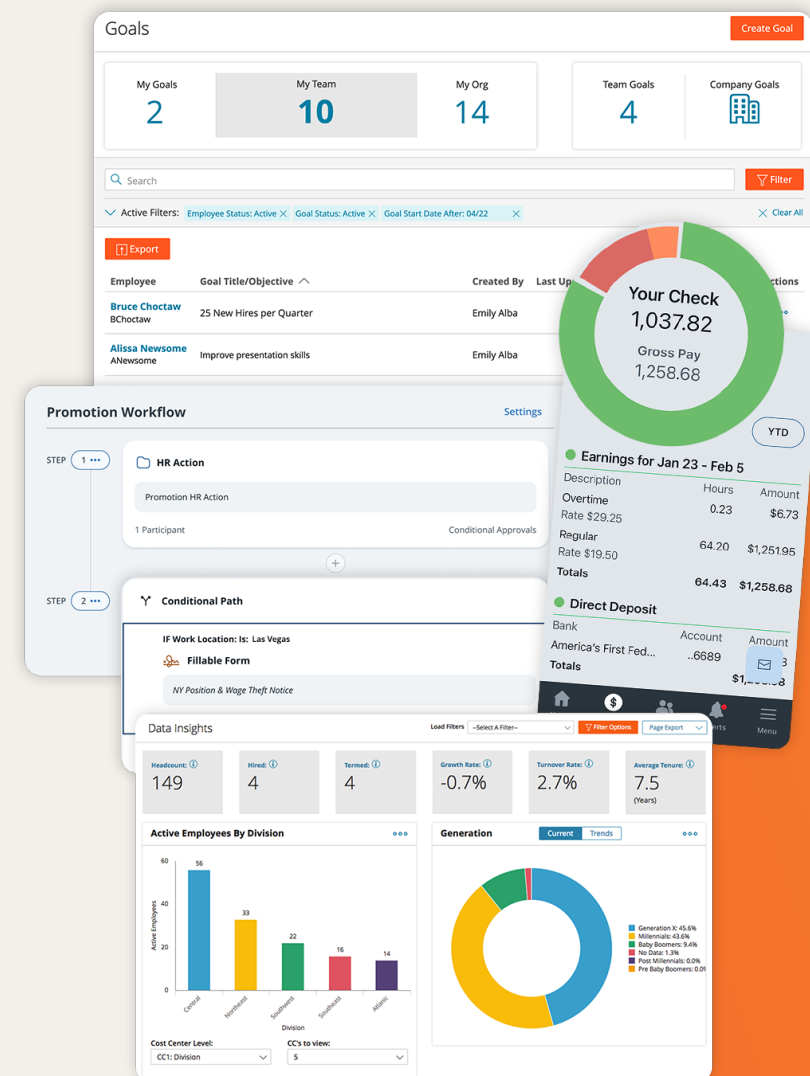 Goals
Create Goal
My Goals
2
My Team
10
My Org
14
Team Goals
4
Company Goals
Search
Filter
Active Filters: Employee Status: Active Goal Status: Active Goal Start Date After: 04/22 Clear All
Export
Employee Goal Title/Objective Created By Last
Bruce Choctaw
BChoctaw
25 New Hires per Quarter Emily Alba
Alissa Newsome
ANewsome
Improve presentation skills Emily Alba
Your Check
1,037.82
Gross Pay
1,258.68
YTD
Earnings for Jan 23 - Feb 5
Description Hours Amount
Overtime
Rate $29.25
0.23 $6.73
Regular
Rate $19.50
64.20 $1,251.95
Totals 64.43 $1,258.68
Direct Deposit
Bank Account Amount
America's First Fed... ..6689
Totals
Menu
Promotion Workflow Settings
STEP 1
HR Action
Promotion HR Action
1 Participant Conditional Approvals
STEP 2
Conditional Path
IF Work Location: Is: Las Vegas
Fillable Form
NY Position & Wage Theft Notice
Data Insights
Load Filters --Select A Filter-- Filter Options Page Export
Headcount:
149
Hired:
4
Termed:
4
Growth Rate:
-0.7%
Turnover Rate:
2.7%
Average Tenure:
7.5
(Years)
Active Employees By Division
Active Employees
60
40
20
0
56
33
22
16
14
Central
Northeast
Southwest
Southeast
Atlanic
Division
Cost Center Level:
CC1: Division
CC's to view:
5
Generation
Current Trends
Generation X: 45.6%
Millennials: 43.6%
Baby Boomers: 9.4%
No Data: 1.3%
Post Millennials: 0.0%
Pre Baby Boomers: 0.0%